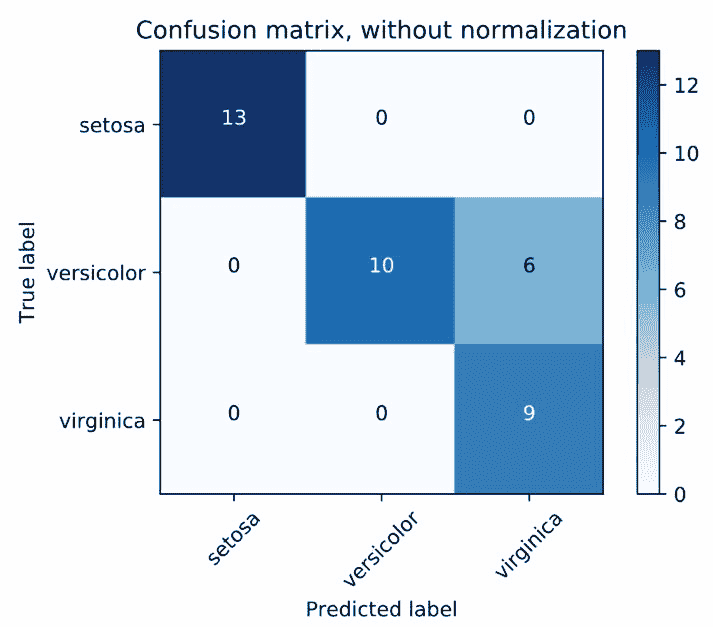 Confusion matrix, without normalization
setosa 13 0 0
versicolor 0 10 6
virginica 0 0 9
True label
setosa versicolor virginica
Predicted label
12
10
8
6
4
2
0